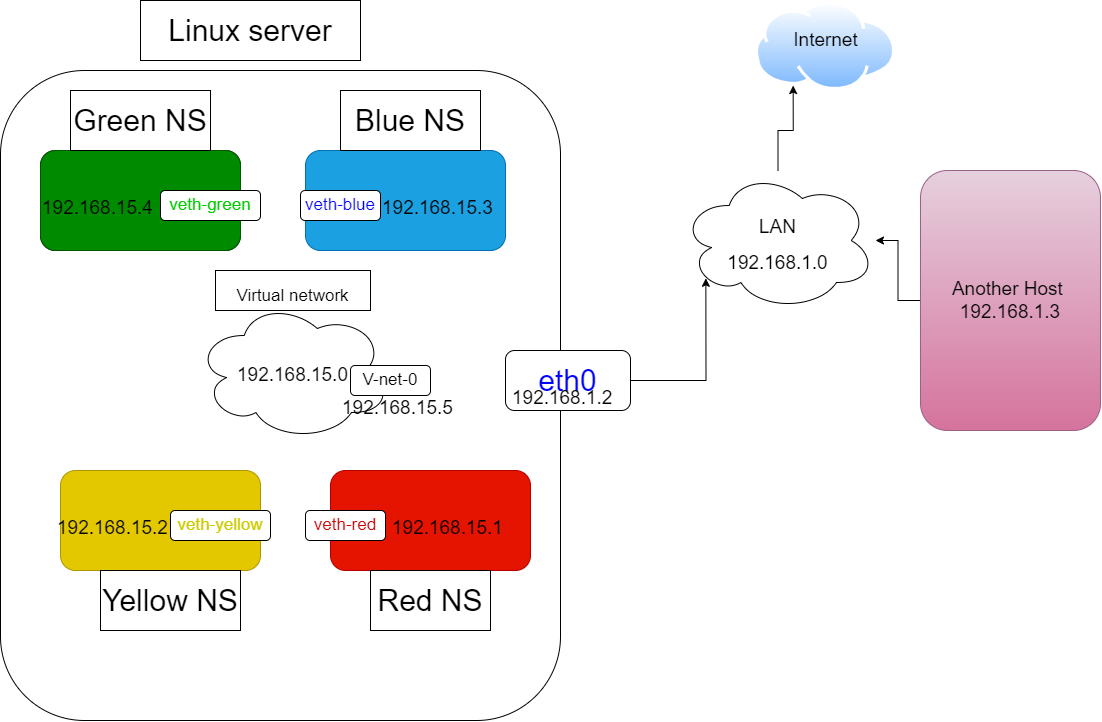 Linux server
Internet
Green NS
Blue NS
192.168.15.4
veth-green
veth-blue
192.168.15.3
LAN
192.168.1.0
Another Host
192.168.1.3
Virtual network
192.168.15.0
V-net-0
192.168.15.5
eth0
192.168.1.2
192.168.15.2
veth-yellow
veth-red
192.168.15.1
Yellow NS
Red NS